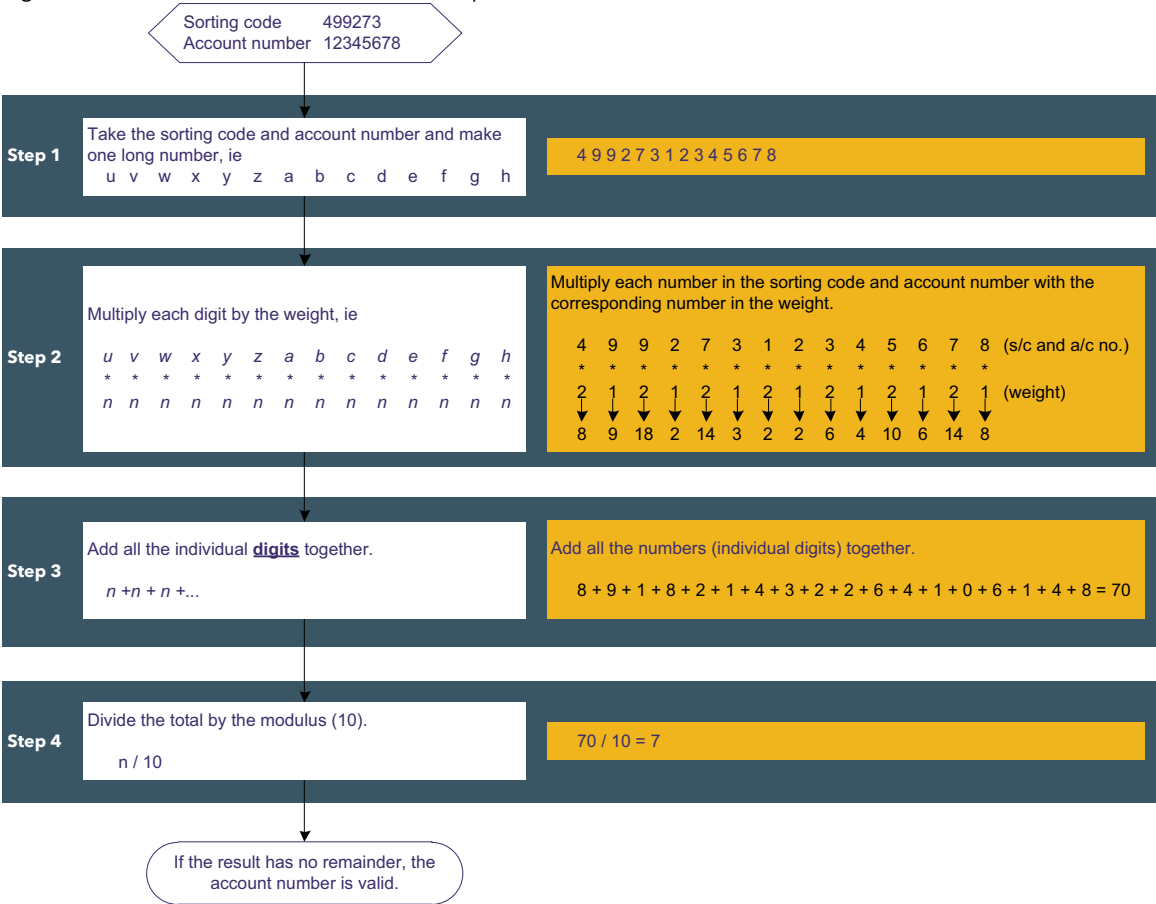 Sorting code 499273
Account number 12345678
Step 1
Take the sorting code and account number and make
one long number, ie
u v w x y z a b c d e f g h
4 9 9 2 7 3 1 2 3 4 5 6 7 8
Step 2
Multiply each digit by the weight, ie
u v w x y z a b c d e f g h
* * * * * * * * * * * * * *
n n n n n n n n n n n n n n
Multiply each number in the sorting code and account number with the
corresponding number in the weight.
4 9 9 2 7 3 1 2 3 4 5 6 7 8 (s/c and a/c no.)
* * * * * * * * * * * * * *
2 1 2 1 2 1 2 1 2 1 2 1 2 1 (weight)
8 9 18 2 14 3 2 2 6 4 10 6 14 8
Step 3
Add all the individual digits together.
n +n + n +...
Add all the numbers (individual digits) together.
8 + 9 + 1 + 8 + 2 + 1 + 4 + 3 + 2 + 2 + 6 + 4 + 1 + 0 + 6 + 1 + 4 + 8 = 70
Step 4
Divide the total by the modulus (10).
n / 10
70 / 10 = 7
If the result has no remainder, the
account number is valid.